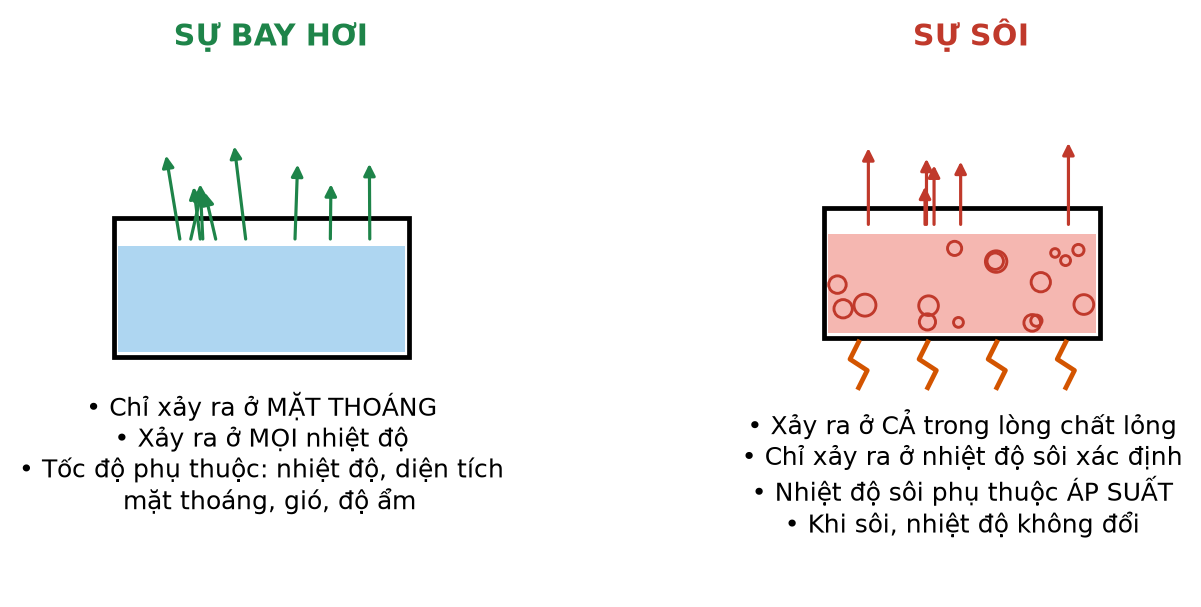 SỰ BAY HƠI
• Chỉ xảy ra ở MẶT THOÁNG
• Xảy ra ở MỌI nhiệt độ
• Tốc độ phụ thuộc: nhiệt độ, diện tích
mặt thoáng, gió, độ ẩm
SỰ SÔI
• Xảy ra ở CẢ trong lòng chất lỏng
• Chỉ xảy ra ở nhiệt độ sôi xác định
• Nhiệt độ sôi phụ thuộc ÁP SUẤT
• Khi sôi, nhiệt độ không đổi